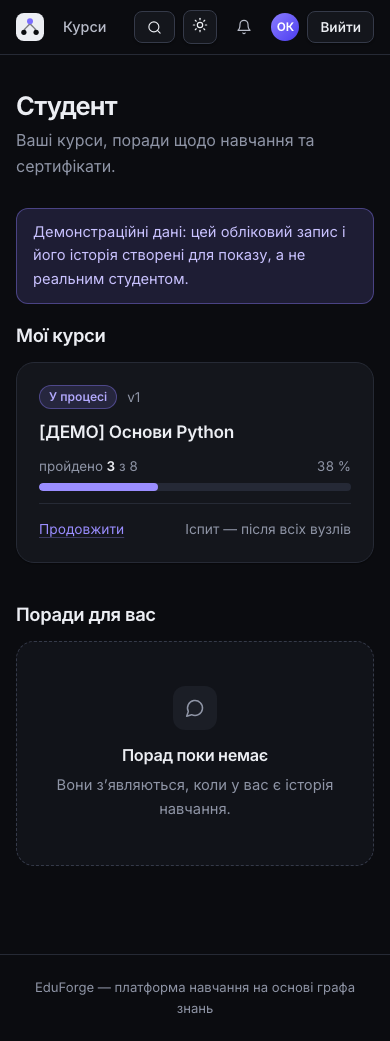 Курси
ОК
Вийти
Студент
Ваші курси, поради щодо навчання та
сертифікати.
Демонстраційні дані: цей обліковий запис і
його історія створені для показу, а не
реальним студентом.
Мої курси
У процесі v1
[ДЕМО] Основи Python
пройдено 3 з 8 38 %
Продовжити Іспит — після всіх вузлів
Поради для вас
Порад поки немає
Вони зʼявляються, коли у вас є історія
навчання.
EduForge — платформа навчання на основі графа
знань